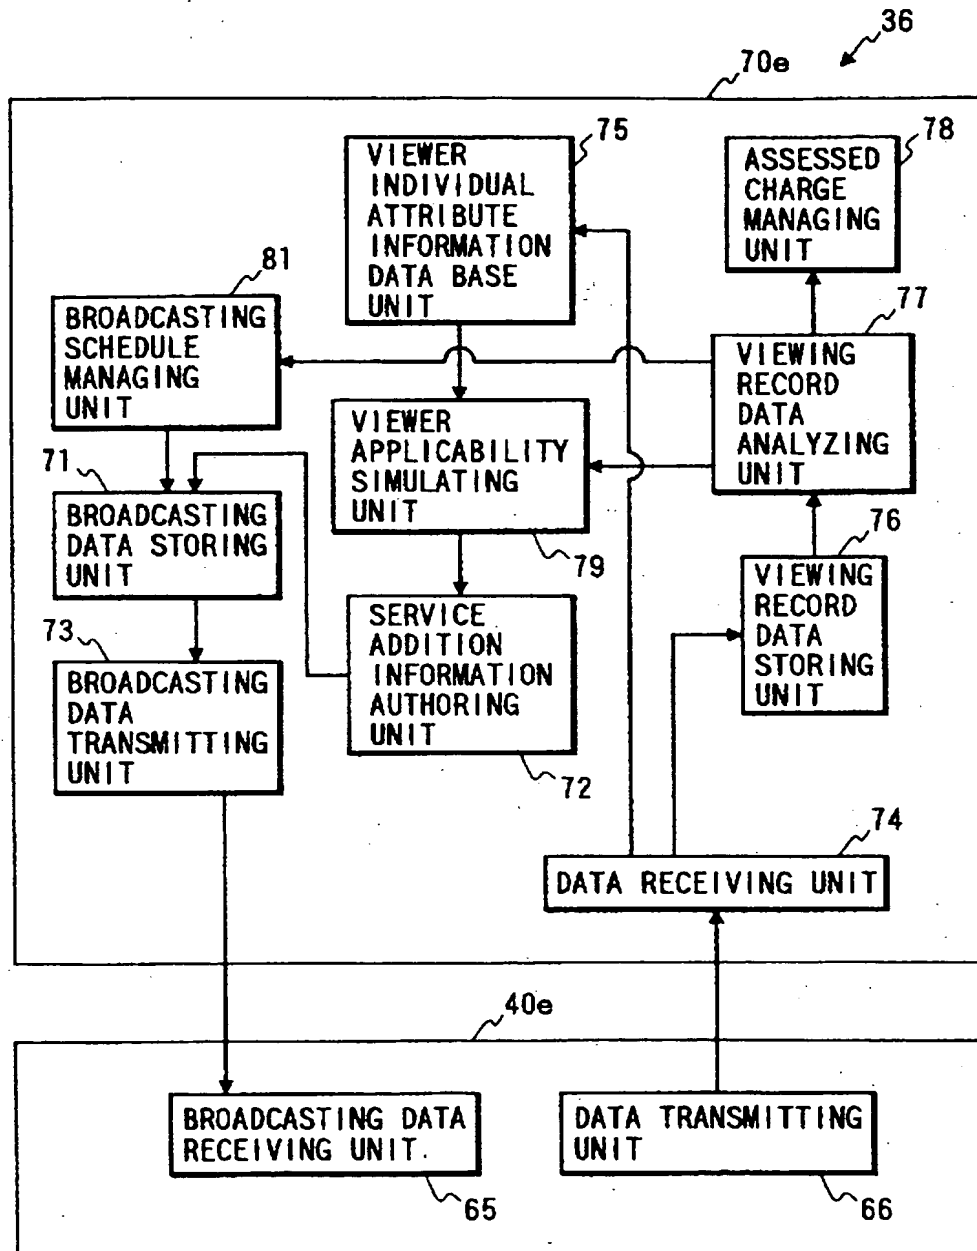 36
70e
75
VIEWER
INDIVIDUAL
ATTRIBUTE
INFORMATION
DATA BASE
UNIT
78
ASSESSED
CHARGE
MANAGING
UNIT
81
BROADCASTING
SCHEDULE
MANAGING
UNIT
77
VIEWING
RECORD
DATA
ANALYZING
UNIT
VIEWER
APPLICABILITY
SIMULATING
UNIT
79
71
BROADCASTING
DATA STORING
UNIT
76
VIEWING
RECORD
DATA
STORING
UNIT
73
BROADCASTING
DATA
TRANSMITTING
UNIT
SERVICE
ADDITION
INFORMATION
AUTHORING
UNIT
72
74
DATA RECEIVING UNIT
40e
BROADCASTING DATA
RECEIVING UNIT.
65
DATA TRANSMITTING
UNIT
66